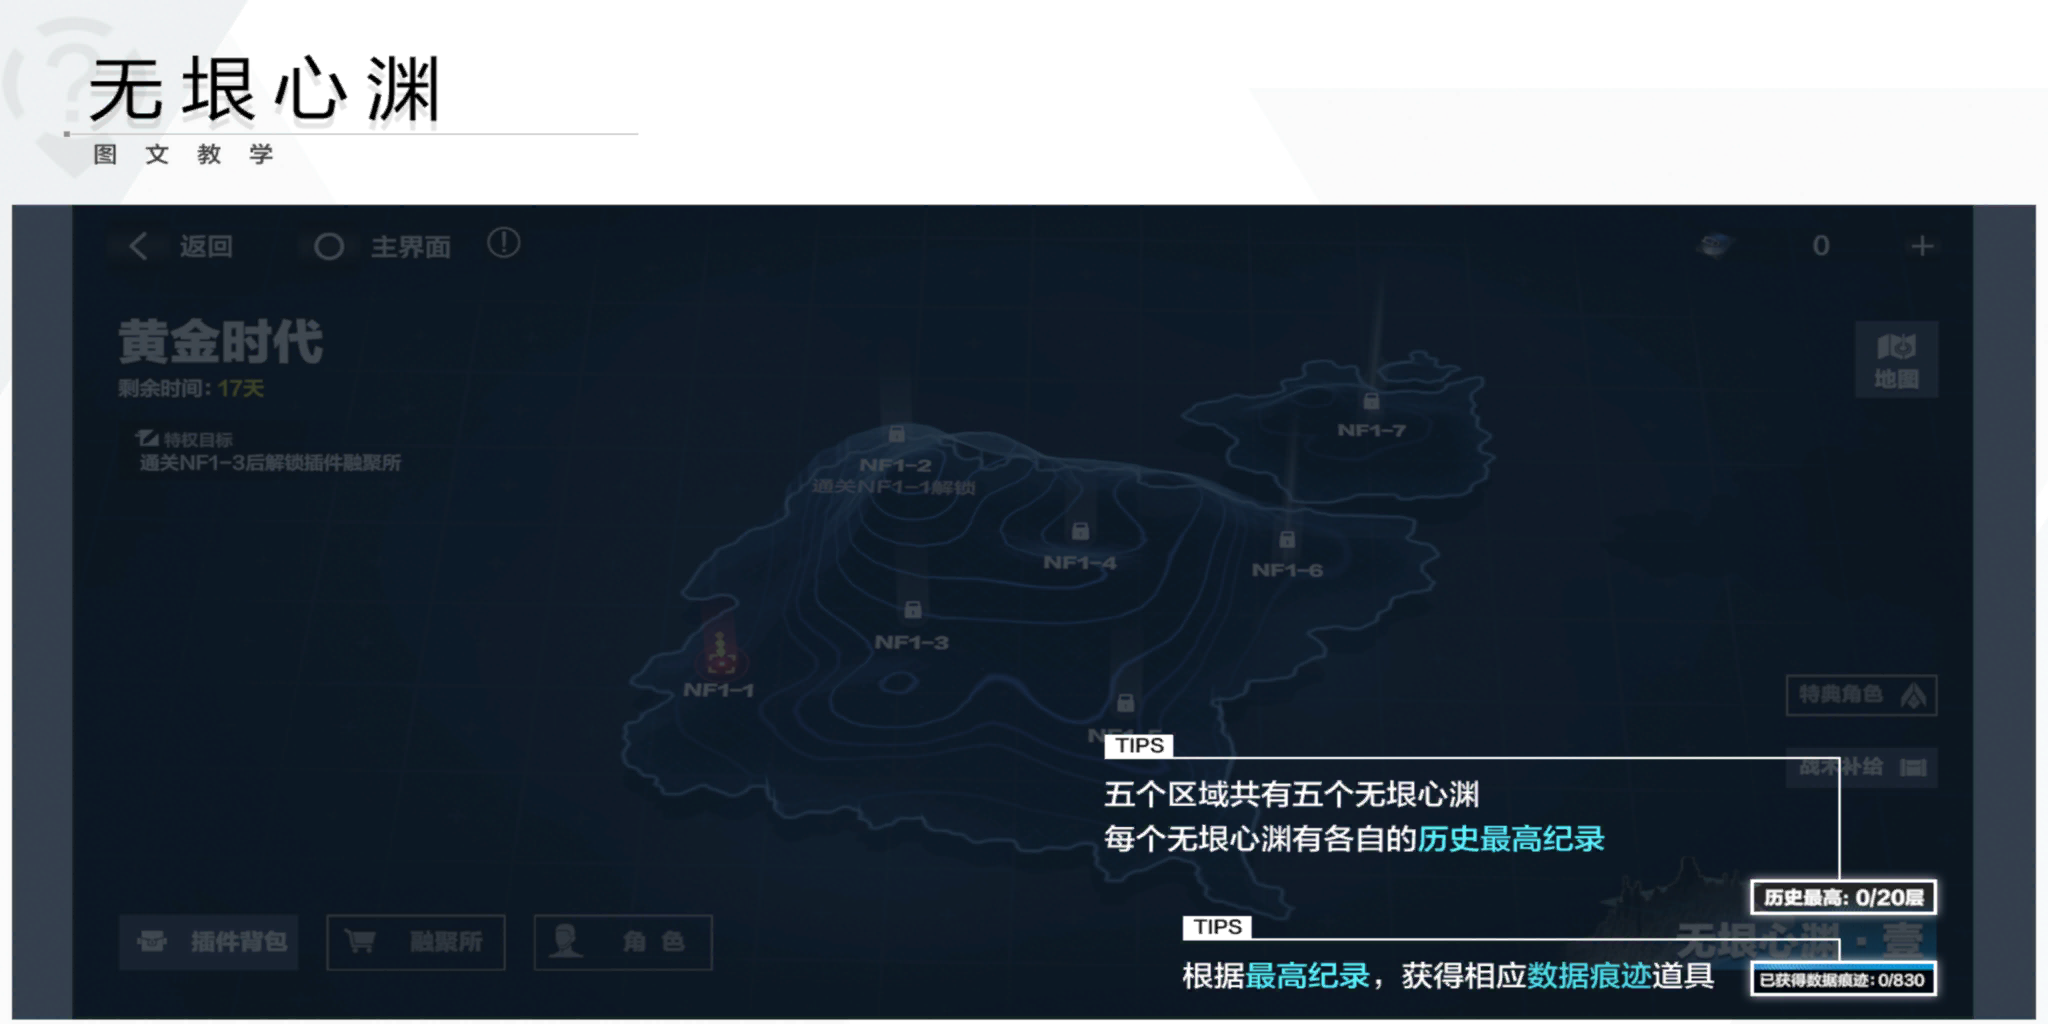 无垠心渊
图文教学
返回
主界面
0
黄金时代
剩余时间：17天
地图
特权目标
通关NF1-3后解锁插件融聚所
NF1-7
NF1-2
通关NF1-1解锁
NF1-4
NF1-6
NF1-3
NF1-1
特典角色
TIPS
战术补给
五个区域共有五个无垠心渊
每个无垠心渊有各自的历史最高纪录
历史最高：0/20层
插件背包
融聚所
角色
TIPS
无垠心渊·壹
根据最高纪录，获得相应数据痕迹道具
已获得数据痕迹：0/830